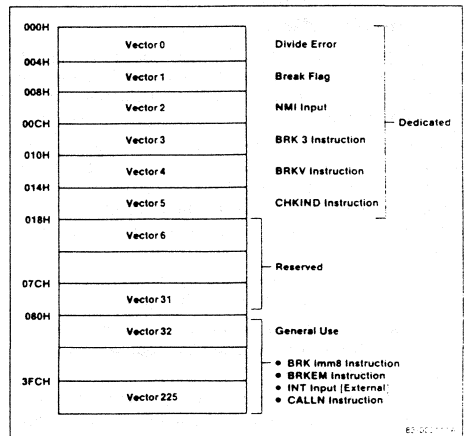 000H
Vector 0 Divide Error
004H
Vector 1 Break Flag
008H
Vector 2 NMI Input
00CH
Dedicated
Vector 3 BRK 3 Instruction
010H
Vector 4 BRKV Instruction
014H
Vector 5 CHKIND Instruction
018H
Vector 6
Reserved
07CH
Vector 31
080H
Vector 32 General Use
• BRK imm8 Instruction
• BRKEM Instruction
3FCH
• INT Input [External]
• CALLN Instruction
Vector 225